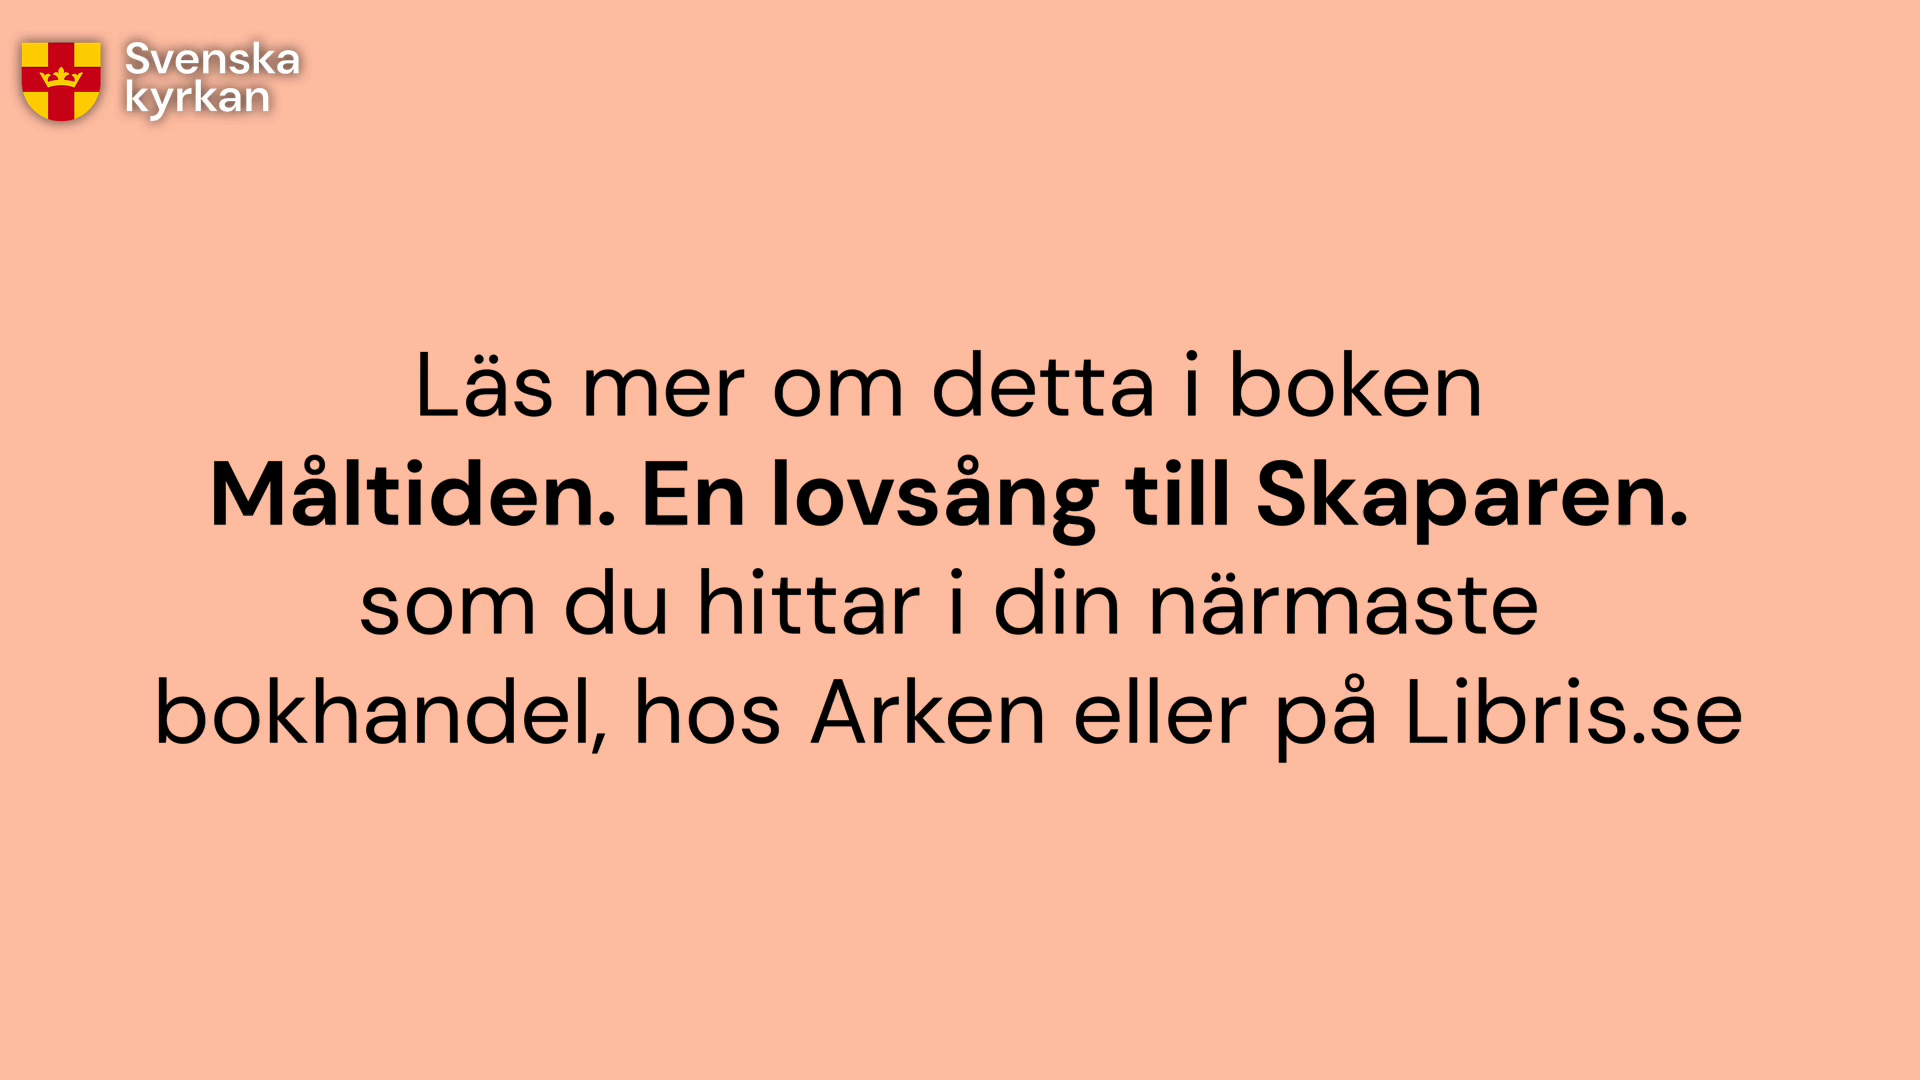 Svenska
kyrkan
Läs mer om detta i boken
Måltiden. En lovsång till Skaparen.
som du hittar i din närmaste
bokhandel, hos Arken eller på Libris.se